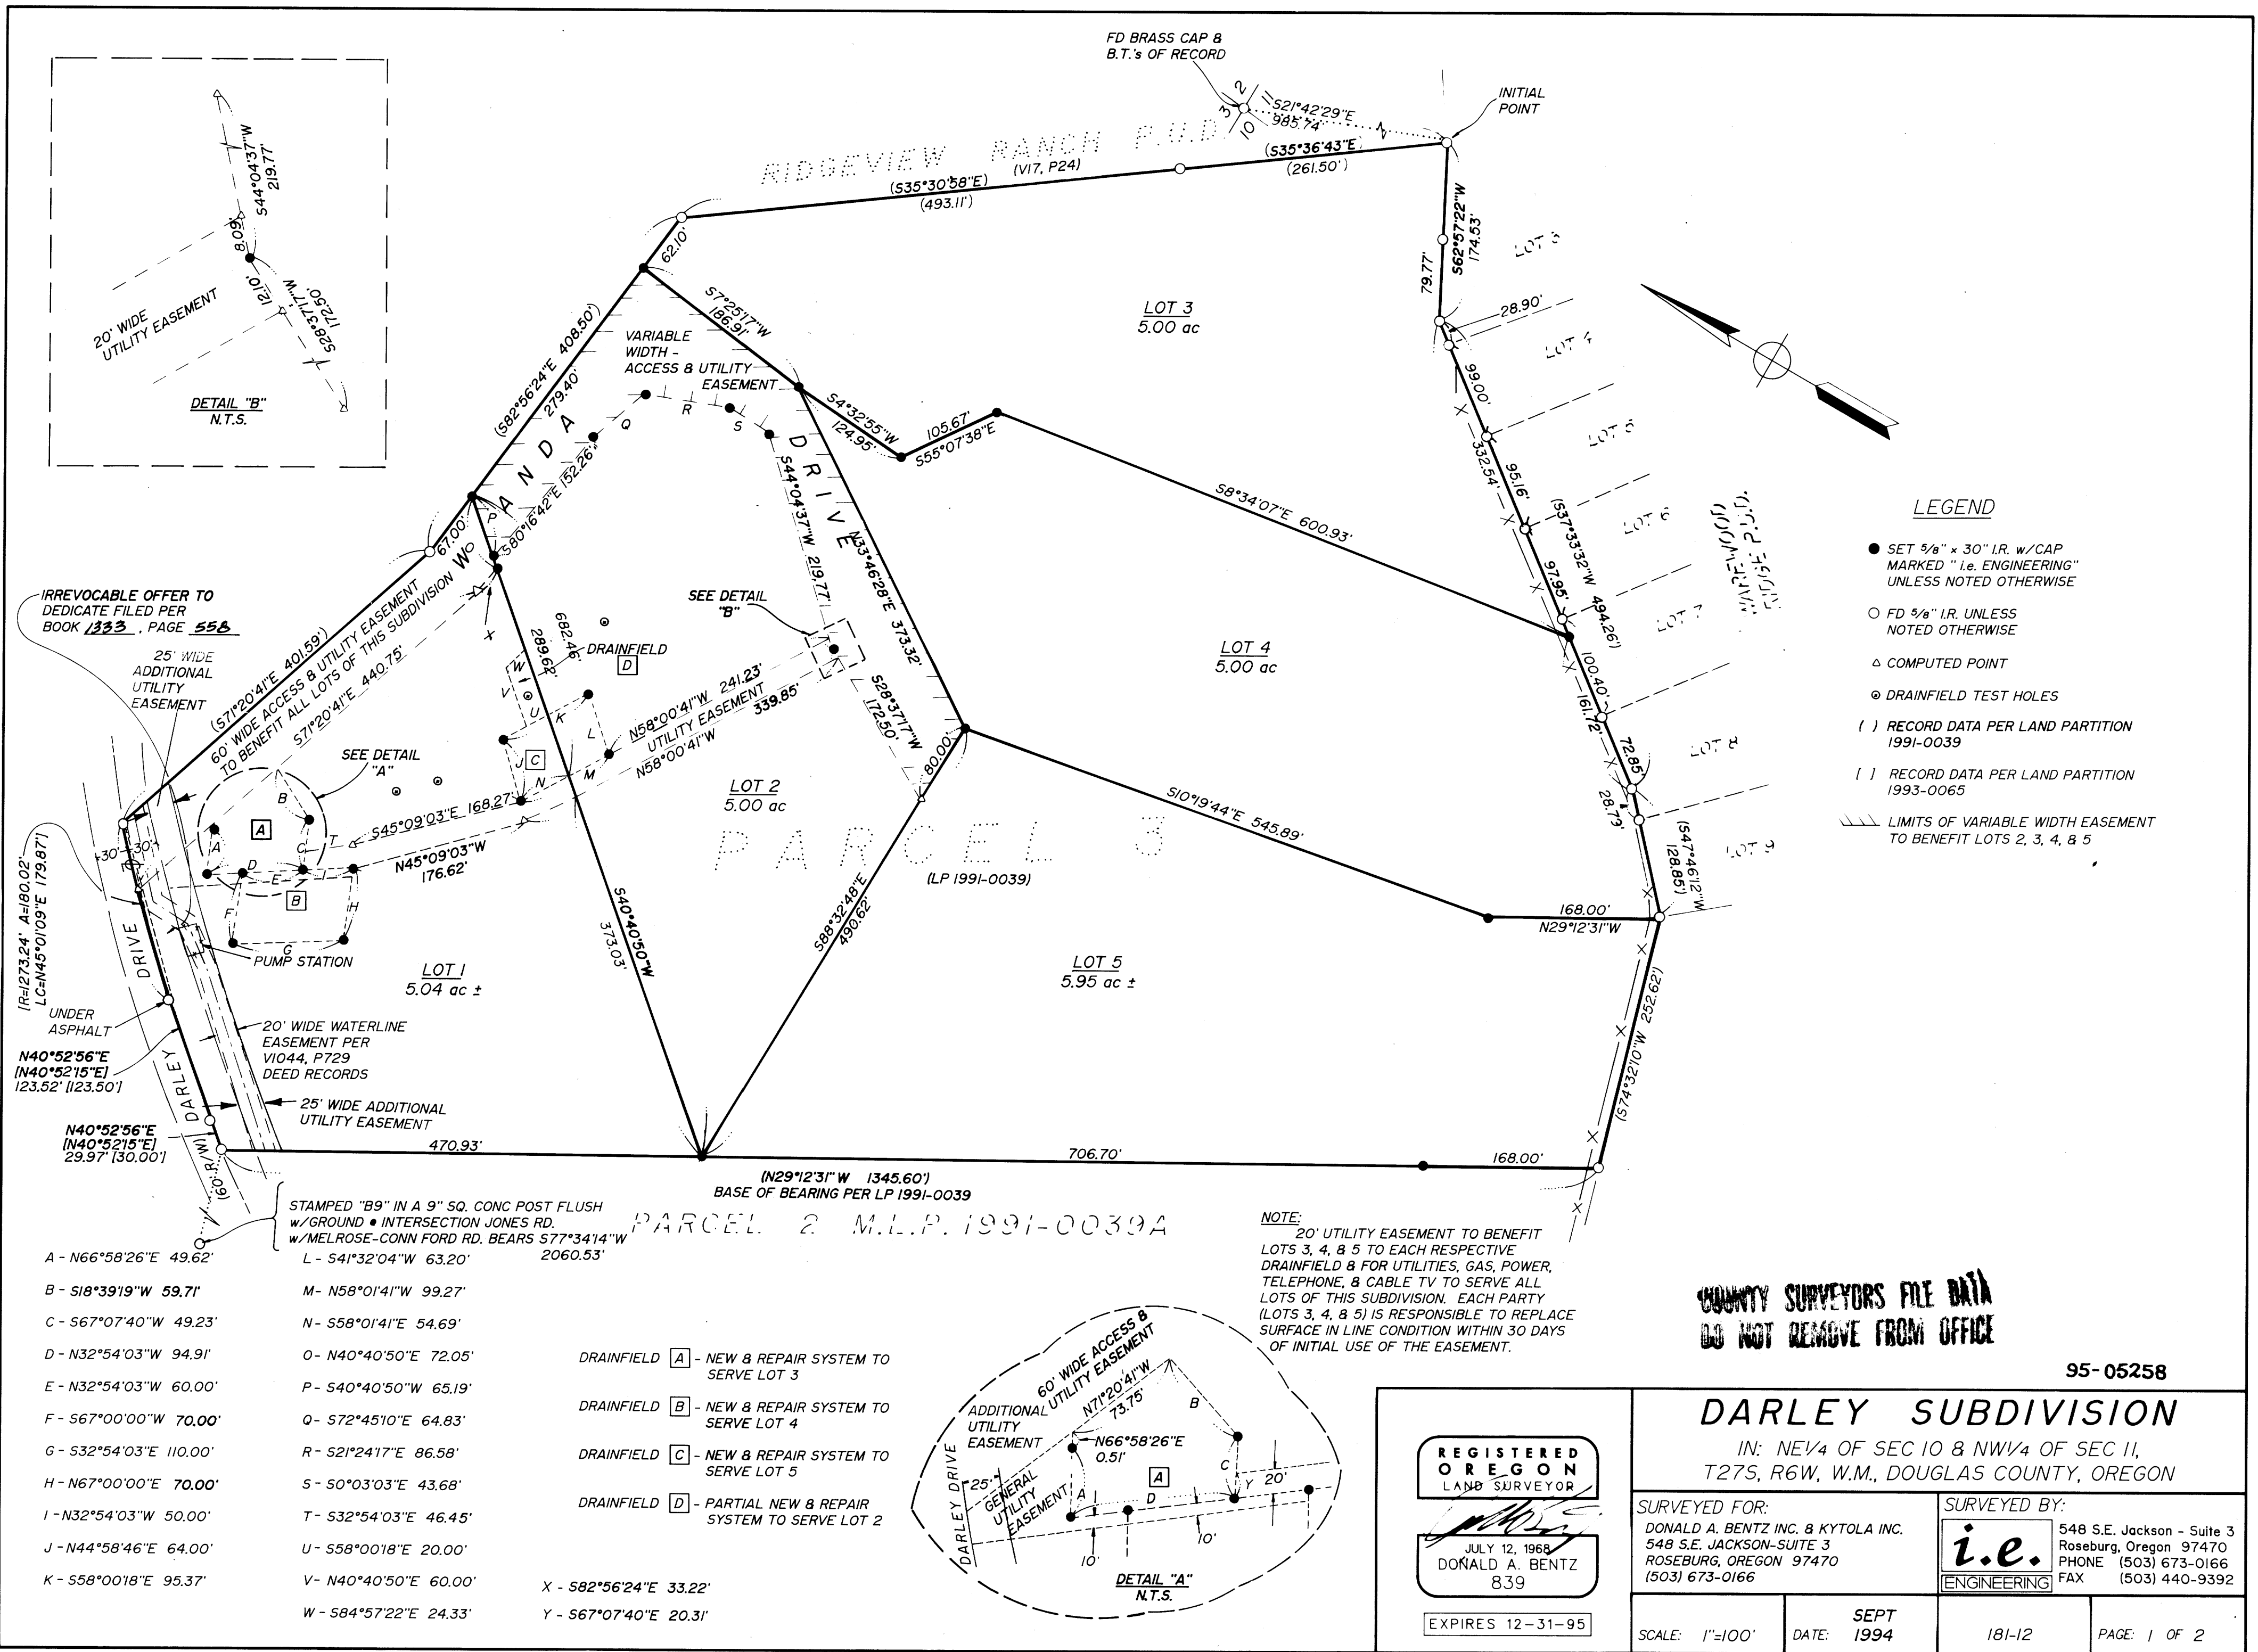 FD BRASS CAP &
B.T.'s OF RECORD
2
3
11
10
S21°42'29"E
985.74'
INITIAL
POINT
RIDGEVIEW RANCH P.U.D.
(V17, P24)
(S35°36'43"E)
(261.50')
(S35°30'58"E)
(493.11')
S44°04'37"W
219.77'
8.09'
12.10'
S28°37'17"W
172.50'
20' WIDE
UTILITY EASEMENT
DETAIL "B"
N.T.S.
62.10'
S7°25'17"W
186.91'
(S82°56'24"E 408.50')
279.40'
VARIABLE
WIDTH -
ACCESS & UTILITY
EASEMENT
LOT 3
5.00 ac
S62°57'22"W
174.53'
79.77'
28.90'
LOT 3
LOT 4
LOT 5
LOT 6
LOT 7
LOT 8
LOT 9
99.00'
332.54'
95.16'
(S37°33'32"W 494.26')
97.95'
100.40'
161.72'
72.85'
28.79'
(S47°46'12"W
128.85')
S4°32'55"W
124.95'
105.67'
S55°07'38"E
S8°34'07"E 600.93'
WANDA
DRIVE
Q
R
S
P
O
S80°16'42"E 152.26'
S44°04'37"W 219.77'
N33°46'28"E 373.32'
67.00'
IRREVOCABLE OFFER TO
DEDICATE FILED PER
BOOK 1333, PAGE 558
25' WIDE
ADDITIONAL
UTILITY
EASEMENT
(S71°20'41"E 401.59')
60' WIDE ACCESS & UTILITY EASEMENT
TO BENEFIT ALL LOTS OF THIS SUBDIVISION
S71°20'41"E 440.75'
X
682.46'
289.62'
DRAINFIELD
D
W
V
U
K
L
J
C
N
M
SEE DETAIL
"B"
N58°00'41"W 241.23'
UTILITY EASEMENT
339.85'
N58°00'41"W
S28°37'17"W
172.50'
80.00'
LOT 4
5.00 ac
SEE DETAIL
"A"
B
A
A
C
T
D
E
I
B
F
H
G
S45°09'03"E 168.27'
N45°09'03"W
176.62'
LOT 2
5.00 ac
PARCEL 3
(LP 1991-0039)
S10°19'44"E 545.89'
S88°32'48"E
490.62'
S40°40'50"W
373.03'
168.00'
N29°12'31"W
(S74°32'10"W 252.62')
[R=1273.24' A=180.02'
LC=N45°01'09"E 179.87']
30' 30'
PUMP STATION
LOT 1
5.04 ac ±
LOT 5
5.95 ac ±
DARLEY DRIVE
UNDER
ASPHALT
N40°52'56"E
[N40°52'15"E]
123.52' [123.50']
20' WIDE WATERLINE
EASEMENT PER
V1044, P729
DEED RECORDS
25' WIDE ADDITIONAL
UTILITY EASEMENT
N40°52'56"E
[N40°52'15"E]
29.97' [30.00']
(60' R/W)
470.93'
706.70'
168.00'
(N29°12'31"W 1345.60')
BASE OF BEARING PER LP 1991-0039
PARCEL 2 M.L.P. 1991-0039A
STAMPED "B9" IN A 9" SQ. CONC POST FLUSH
w/GROUND • INTERSECTION JONES RD.
w/MELROSE-CONN FORD RD. BEARS S77°34'14"W
2060.53'
LEGEND
SET 5/8" x 30" I.R. w/CAP
MARKED "i.e. ENGINEERING"
UNLESS NOTED OTHERWISE
FD 5/8" I.R. UNLESS
NOTED OTHERWISE
COMPUTED POINT
DRAINFIELD TEST HOLES
( ) RECORD DATA PER LAND PARTITION
1991-0039
[ ] RECORD DATA PER LAND PARTITION
1993-0065
LIMITS OF VARIABLE WIDTH EASEMENT
TO BENEFIT LOTS 2, 3, 4, & 5
A - N66°58'26"E 49.62'
B - S18°39'19"W 59.71'
C - S67°07'40"W 49.23'
D - N32°54'03"W 94.91'
E - N32°54'03"W 60.00'
F - S67°00'00"W 70.00'
G - S32°54'03"E 110.00'
H - N67°00'00"E 70.00'
I - N32°54'03"W 50.00'
J - N44°58'46"E 64.00'
K - S58°00'18"E 95.37'
L - S41°32'04"W 63.20'
M- N58°01'41"W 99.27'
N - S58°01'41"E 54.69'
O- N40°40'50"E 72.05'
P - S40°40'50"W 65.19'
Q- S72°45'10"E 64.83'
R - S21°24'17"E 86.58'
S - S0°03'03"E 43.68'
T - S32°54'03"E 46.45'
U - S58°00'18"E 20.00'
V- N40°40'50"E 60.00'
W - S84°57'22"E 24.33'
X - S82°56'24"E 33.22'
Y - S67°07'40"E 20.31'
DRAINFIELD A - NEW & REPAIR SYSTEM TO
SERVE LOT 3
DRAINFIELD B - NEW & REPAIR SYSTEM TO
SERVE LOT 4
DRAINFIELD C - NEW & REPAIR SYSTEM TO
SERVE LOT 5
DRAINFIELD D - PARTIAL NEW & REPAIR
SYSTEM TO SERVE LOT 2
60' WIDE ACCESS &
UTILITY EASEMENT
ADDITIONAL
UTILITY
EASEMENT
N71°20'41"W
73.75'
N66°58'26"E
0.51'
B
A
C
A
D
Y
20'
25'
GENERAL
UTILITY
EASEMENT
DARLEY DRIVE
10'
10'
DETAIL "A"
N.T.S.
NOTE:
20' UTILITY EASEMENT TO BENEFIT
LOTS 3, 4, & 5 TO EACH RESPECTIVE
DRAINFIELD & FOR UTILITIES, GAS, POWER,
TELEPHONE, & CABLE TV TO SERVE ALL
LOTS OF THIS SUBDIVISION. EACH PARTY
(LOTS 3, 4, & 5) IS RESPONSIBLE TO REPLACE
SURFACE IN LINE CONDITION WITHIN 30 DAYS
OF INITIAL USE OF THE EASEMENT.
COUNTY SURVEYORS FILE DATA
DO NOT REMOVE FROM OFFICE
95-05258
REGISTERED
OREGON
LAND SURVEYOR
JULY 12, 1968
DONALD A. BENTZ
839
EXPIRES 12-31-95
DARLEY SUBDIVISION
IN: NE1/4 OF SEC 10 & NW1/4 OF SEC 11,
T27S, R6W, W.M., DOUGLAS COUNTY, OREGON
SURVEYED FOR:
DONALD A. BENTZ INC. & KYTOLA INC.
548 S.E. JACKSON-SUITE 3
ROSEBURG, OREGON 97470
(503) 673-0166
SURVEYED BY:
i.e.
ENGINEERING
548 S.E. Jackson - Suite 3
Roseburg, Oregon 97470
PHONE (503) 673-0166
FAX (503) 440-9392
SCALE: 1"=100'
DATE: SEPT
1994
181-12
PAGE: 1 OF 2